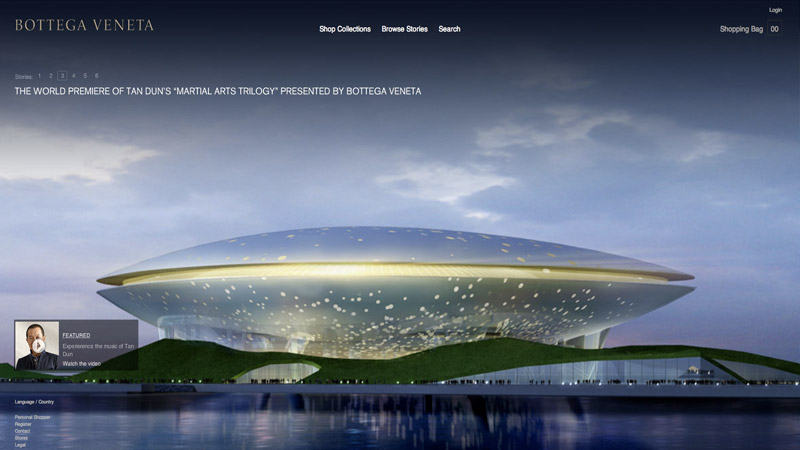 Login
BOTTEGA VENETA
Shop Collections Browse Stories Search
Shopping Bag 00
Stories 1 2 3 4 5 6
THE WORLD PREMIERE OF TAN DUN'S "MARTIAL ARTS TRILOGY" PRESENTED BY BOTTEGA VENETA
FEATURED
Experience the music of Tan
Dun
Watch the video
Language / Country
Personal Shopper
Register
Contact
Stores
Legal